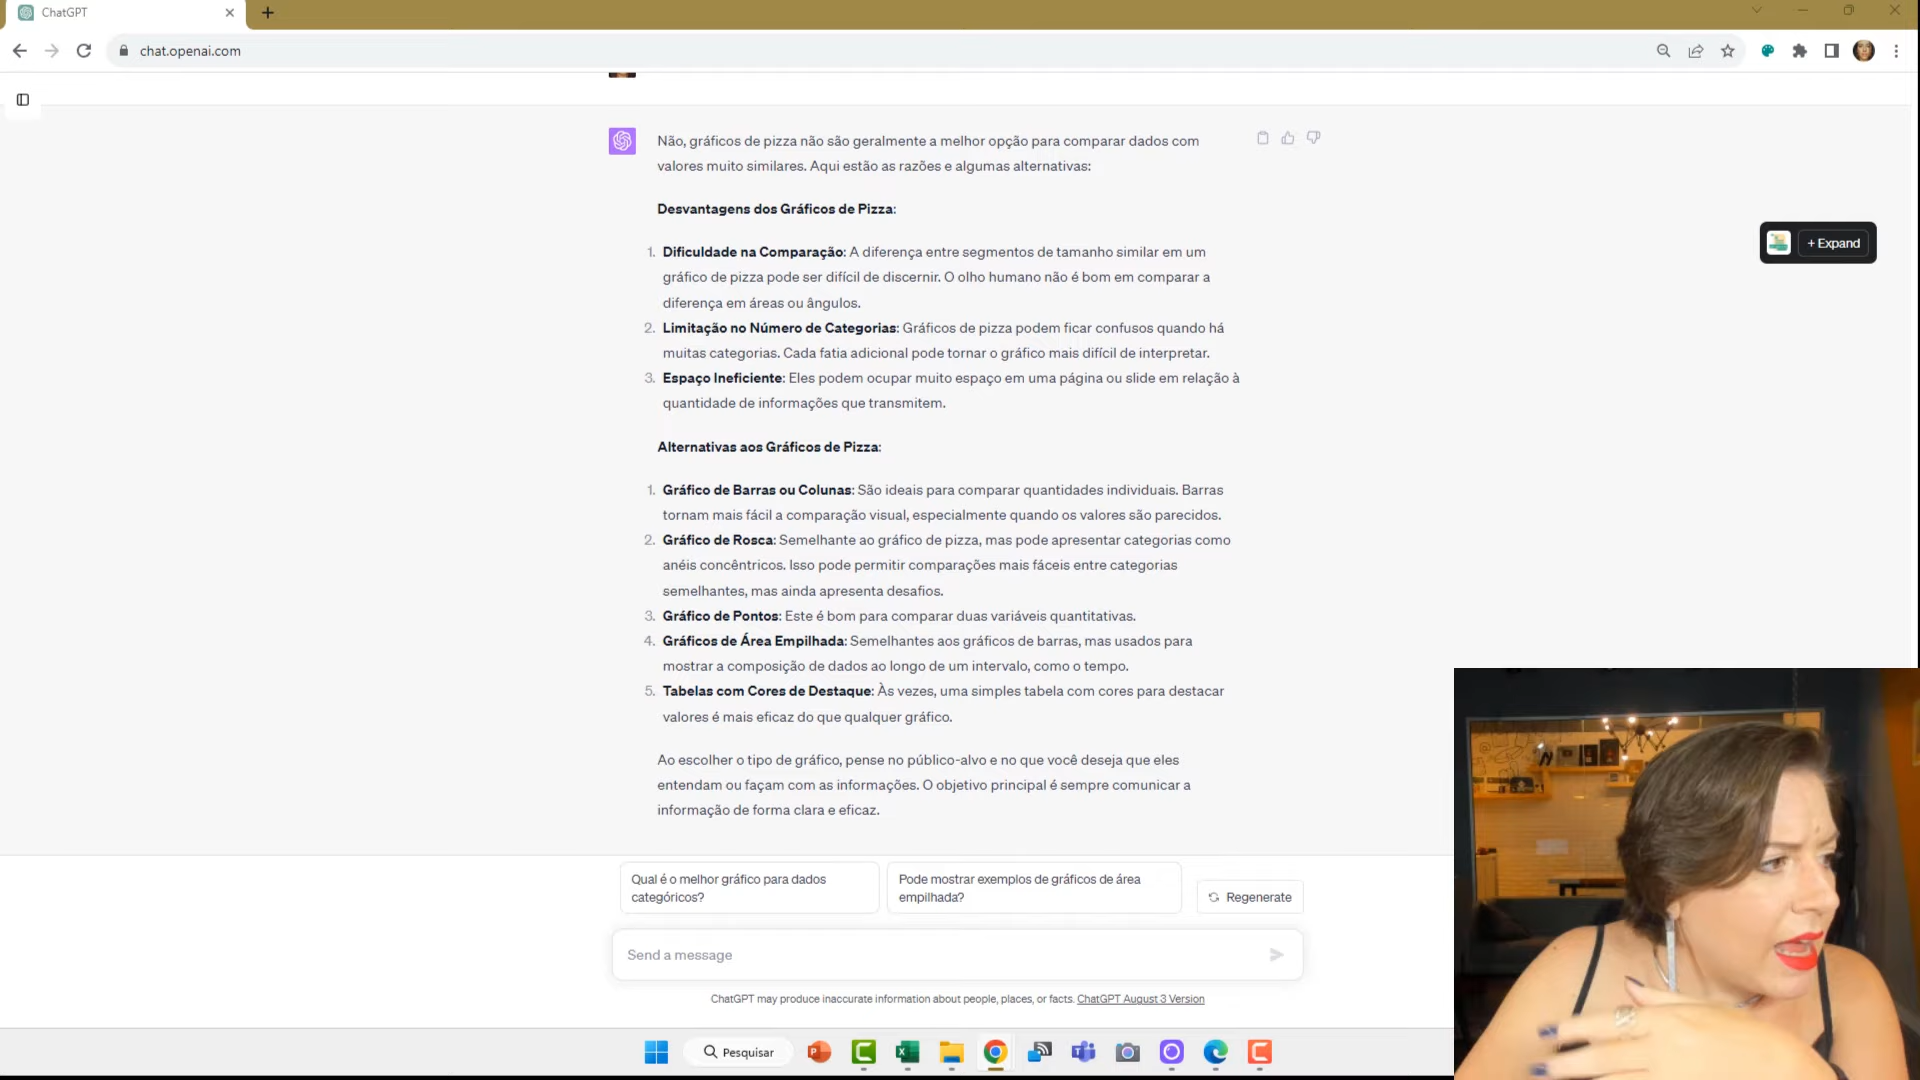 ChatGPT
chat.openai.com
Não, gráficos de pizza não são geralmente a melhor opção para comparar dados com
valores muito similares. Aqui estão as razões e algumas alternativas:
Desvantagens dos Gráficos de Pizza:
1. Dificuldade na Comparação: A diferença entre segmentos de tamanho similar em um
gráfico de pizza pode ser difícil de discernir. O olho humano não é bom em comparar a
diferença em áreas ou ângulos.
2. Limitação no Número de Categorias: Gráficos de pizza podem ficar confusos quando há
muitas categorias. Cada fatia adicional pode tornar o gráfico mais difícil de interpretar.
3. Espaço Ineficiente: Eles podem ocupar muito espaço em uma página ou slide em relação à
quantidade de informações que transmitem.
+ Expand
Alternativas aos Gráficos de Pizza:
1. Gráfico de Barras ou Colunas: São ideais para comparar quantidades individuais. Barras
tornam mais fácil a comparação visual, especialmente quando os valores são parecidos.
2. Gráfico de Rosca: Semelhante ao gráfico de pizza, mas pode apresentar categorias como
anéis concêntricos. Isso pode permitir comparações mais fáceis entre categorias
semelhantes, mas ainda apresenta desafios.
3. Gráfico de Pontos: Este é bom para comparar duas variáveis quantitativas.
4. Gráficos de Área Empilhada: Semelhantes aos gráficos de barras, mas usados para
mostrar a composição de dados ao longo de um intervalo, como o tempo.
5. Tabelas com Cores de Destaque: Às vezes, uma simples tabela com cores para destacar
valores é mais eficaz do que qualquer gráfico.
Ao escolher o tipo de gráfico, pense no público-alvo e no que você deseja que eles
entendam ou façam com as informações. O objetivo principal é sempre comunicar a
informação de forma clara e eficaz.
Qual é o melhor gráfico para dados
categóricos?
Pode mostrar exemplos de gráficos de área
empilhada?
Regenerate
Send a message
ChatGPT may produce inaccurate information about people, places, or facts. ChatGPT August 3 Version
Pesquisar